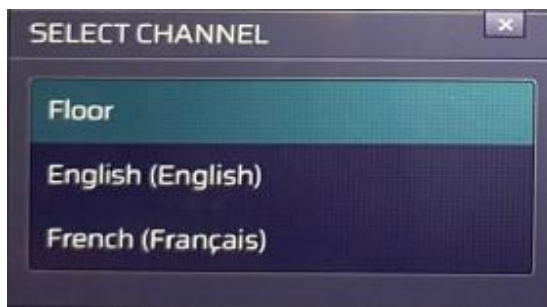 SELECT CHANNEL
Floor
English (English)
French (Français)